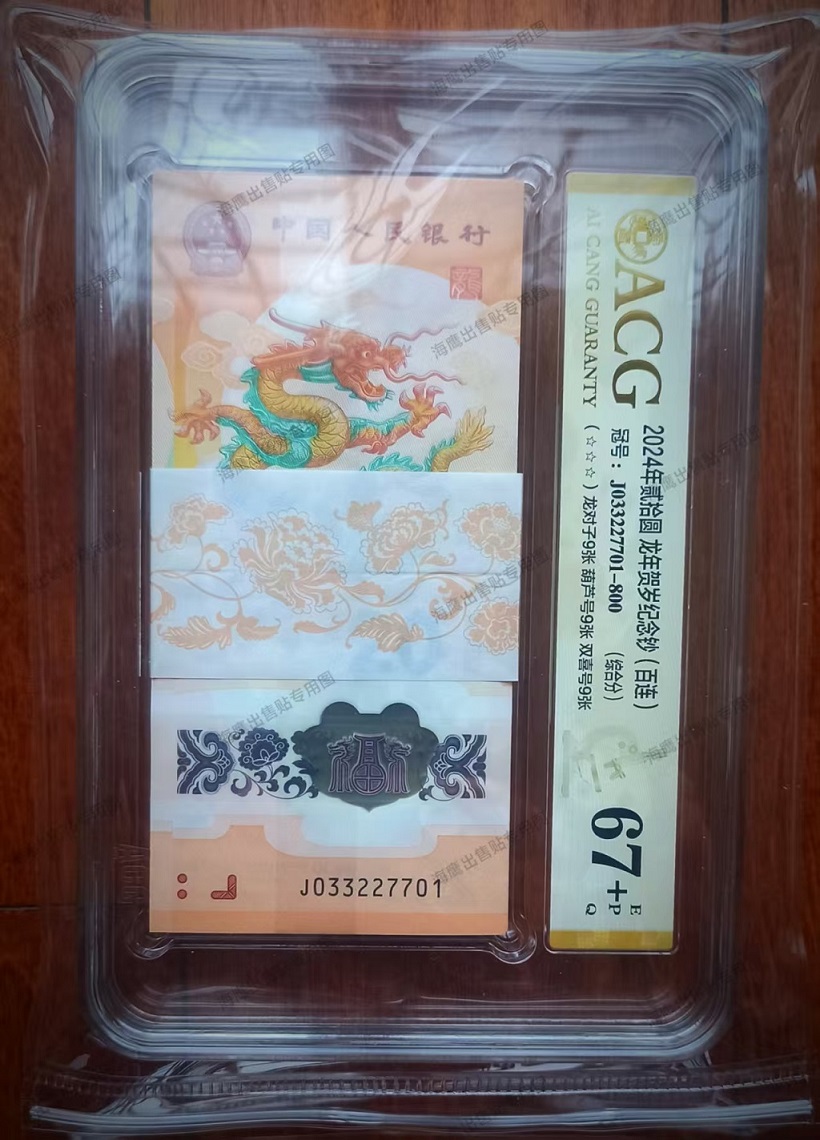 中国人民银行
龍
福
J033227701
ACG
AI CANG GUARANTY
2024年贰拾圆 龙年贺岁纪念钞（百连）
冠号：J033227701-800 （综合分）
（☆☆☆）龙对子9张 葫芦号9张 双喜号9张
67+
E
P
Q
海鹰出售贴专用图